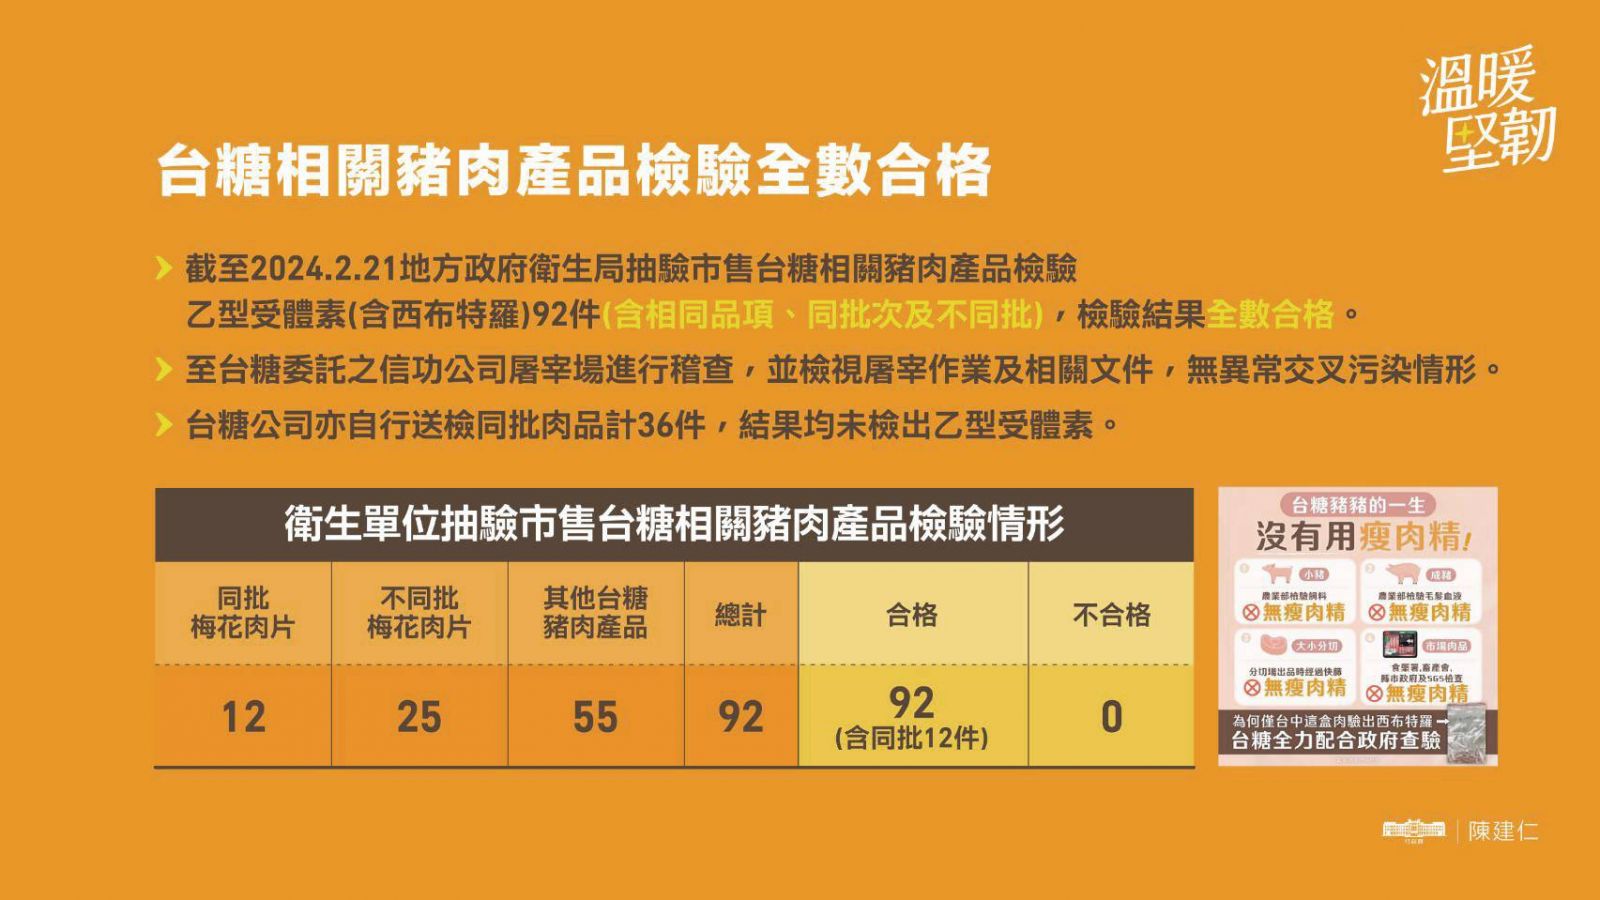 溫暖
堅韌
台糖相關豬肉產品檢驗全數合格
截至2024.2.21地方政府衛生局抽驗市售台糖相關豬肉產品檢驗
乙型受體素(含西布特羅)92件(含相同品項、同批次及不同批)，檢驗結果全數合格。
至台糖委託之信功公司屠宰場進行稽查，並檢視屠宰作業及相關文件，無異常交叉污染情形。
台糖公司亦自行送檢同批肉品計36件，結果均未檢出乙型受體素。
衛生單位抽驗市售台糖相關豬肉產品檢驗情形
同批
梅花肉片
不同批
梅花肉片
其他台糖
豬肉產品
總計
合格
不合格
12
25
55
92
92
(含同批12件)
0
台糖豬豬的一生
沒有用瘦肉精!
1
小豬
農業部檢驗飼料
無瘦肉精
2
成豬
農業部檢驗毛髮血液
無瘦肉精
3
大小分切
分切場出品時經過快篩
無瘦肉精
4
市場肉品
食藥署,畜產會,
縣市政府及SGS檢查
無瘦肉精
為何僅台中這盒肉驗出西布特羅→
台糖全力配合政府查驗
行政院
陳建仁